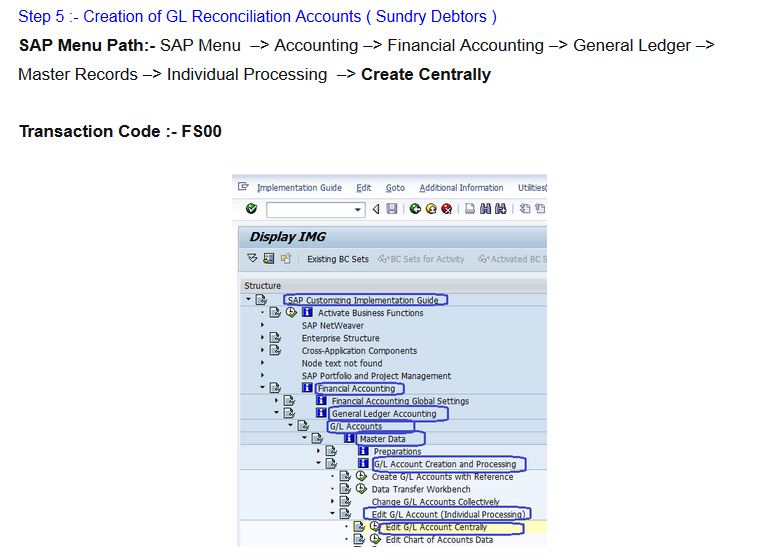 Step 5 :- Creation of GL Reconciliation Accounts ( Sundry Debtors )
SAP Menu Path:- SAP Menu –> Accounting –> Financial Accounting –> General Ledger –>
Master Records –> Individual Processing –> Create Centrally
Transaction Code :- FS00
Implementation Guide Edit Goto Additional Information Utilities(
Display IMG
Existing BC Sets BC Sets for Activity Activated BC S
Structure
SAP Customizing Implementation Guide
Activate Business Functions
SAP NetWeaver
Enterprise Structure
Cross-Application Components
Node text not found
SAP Portfolio and Project Management
Financial Accounting
Financial Accounting Global Settings
General Ledger Accounting
G/L Accounts
Master Data
Preparations
G/L Account Creation and Processing
Create G/L Accounts with Reference
Data Transfer Workbench
Change G/L Accounts Collectively
Edit G/L Account (Individual Processing)
Edit G/L Account Centrally
Edit Chart of Accounts Data